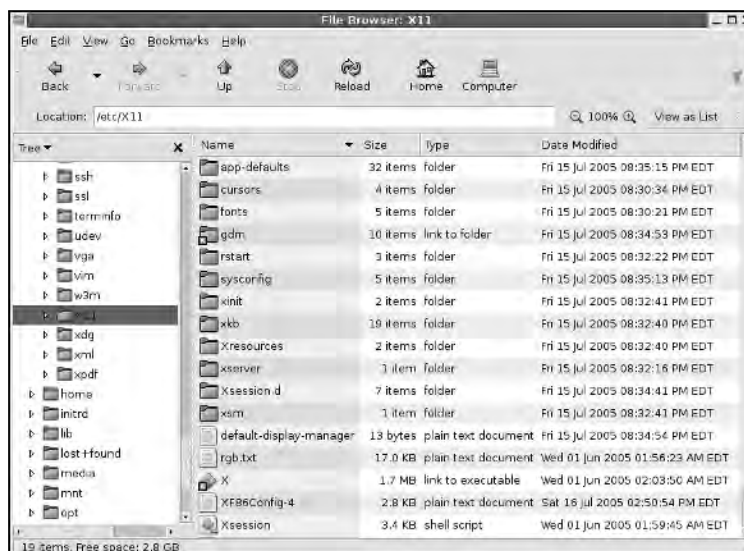 File Browser: X11
File Edit View Go Bookmarks Help
Back Forward Up Stop Reload Home Computer
Location: /etc/X11 100% View as List
Tree
ssh
ssl
terminfo
udev
vga
vim
w3m
X11
xdg
xml
xpdf
home
initrd
lib
lost+found
media
mnt
opt
Name Size Type Date Modified
app-defaults 32 items folder Fri 15 Jul 2005 08:35:15 PM EDT
cursors 4 items folder Fri 15 Jul 2005 08:30:34 PM EDT
fonts 5 items folder Fri 15 Jul 2005 08:30:21 PM EDT
gdm 10 items link to folder Fri 15 Jul 2005 08:34:53 PM EDT
rstart 3 items folder Fri 15 Jul 2005 08:32:22 PM EDT
sysconfig 5 items folder Fri 15 Jul 2005 08:35:13 PM EDT
xinit 2 items folder Fri 15 Jul 2005 08:32:41 PM EDT
xkb 19 items folder Fri 15 Jul 2005 08:32:40 PM EDT
Xresources 2 items folder Fri 15 Jul 2005 08:32:40 PM EDT
xserver 1 item folder Fri 15 Jul 2005 08:32:16 PM EDT
Xsession.d 7 items folder Fri 15 Jul 2005 08:34:41 PM EDT
xsm 1 item folder Fri 15 Jul 2005 08:32:41 PM EDT
default-display-manager 13 bytes plain text document Fri 15 Jul 2005 08:34:54 PM EDT
rgb.txt 17.0 KB plain text document Wed 01 Jun 2005 01:56:23 AM EDT
X 1.7 MB link to executable Wed 01 Jun 2005 02:03:50 AM EDT
XF86Config-4 2.8 KB plain text document Sat 16 Jul 2005 02:50:54 PM EDT
Xsession 3.4 KB shell script Wed 01 Jun 2005 01:59:45 AM EDT
19 items, Free space: 2.8 GB